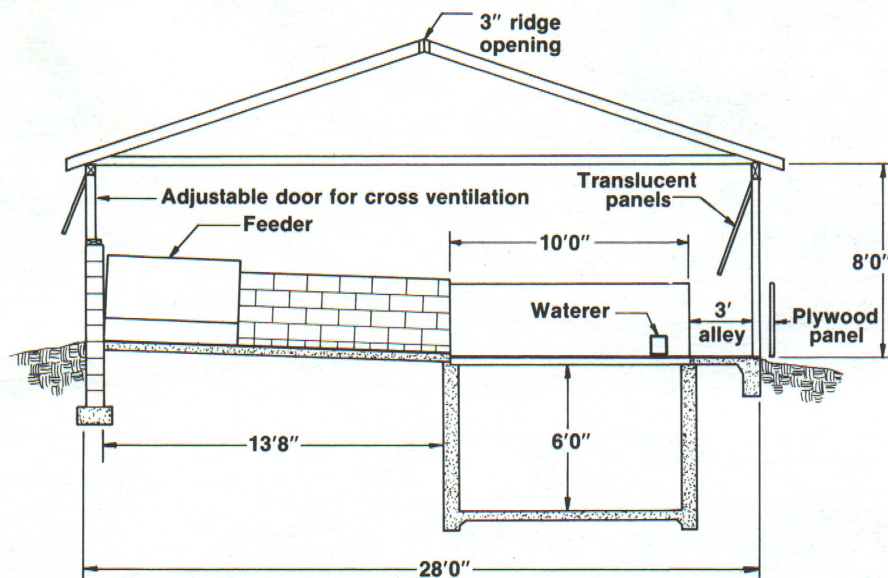 3" ridge
opening
Adjustable door for cross ventilation
Feeder
Translucent
panels
10'0"
8'0"
Waterer
3'
alley
Plywood
panel
13'8"
6'0"
28'0"